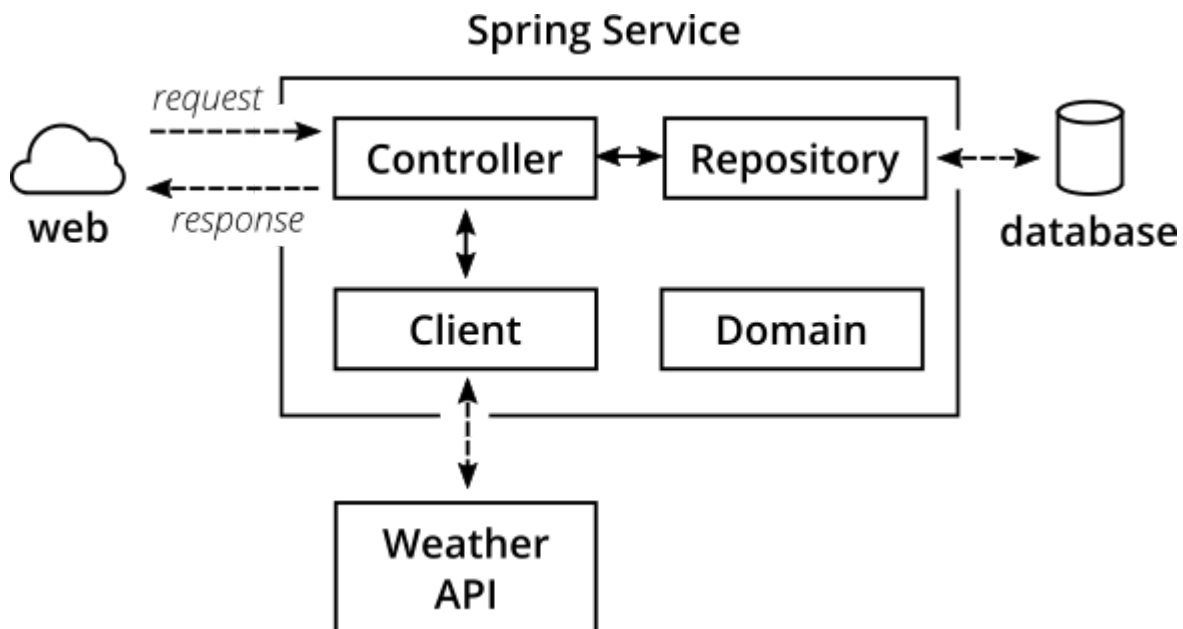 Spring Service
request
Controller
Repository
web
response
database
Client
Domain
Weather
API